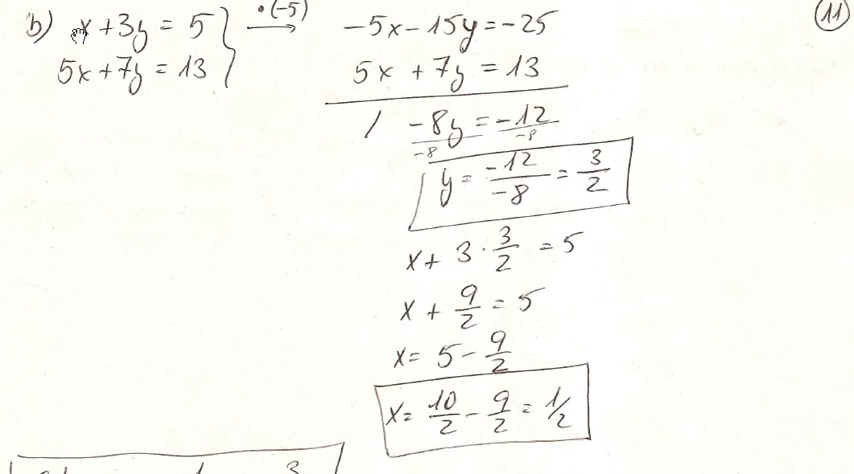 b) x+3y = 5 } ·(-5) → -5x-15y=-25
5x+7y = 13 5x +7y = 13
/ -8y/-8 = -12/-8
y = -12/-8 = 3/2
x + 3 · 3/2 = 5
x + 9/2 = 5
x = 5 - 9/2
x = 10/2 - 9/2 = 1/2
11